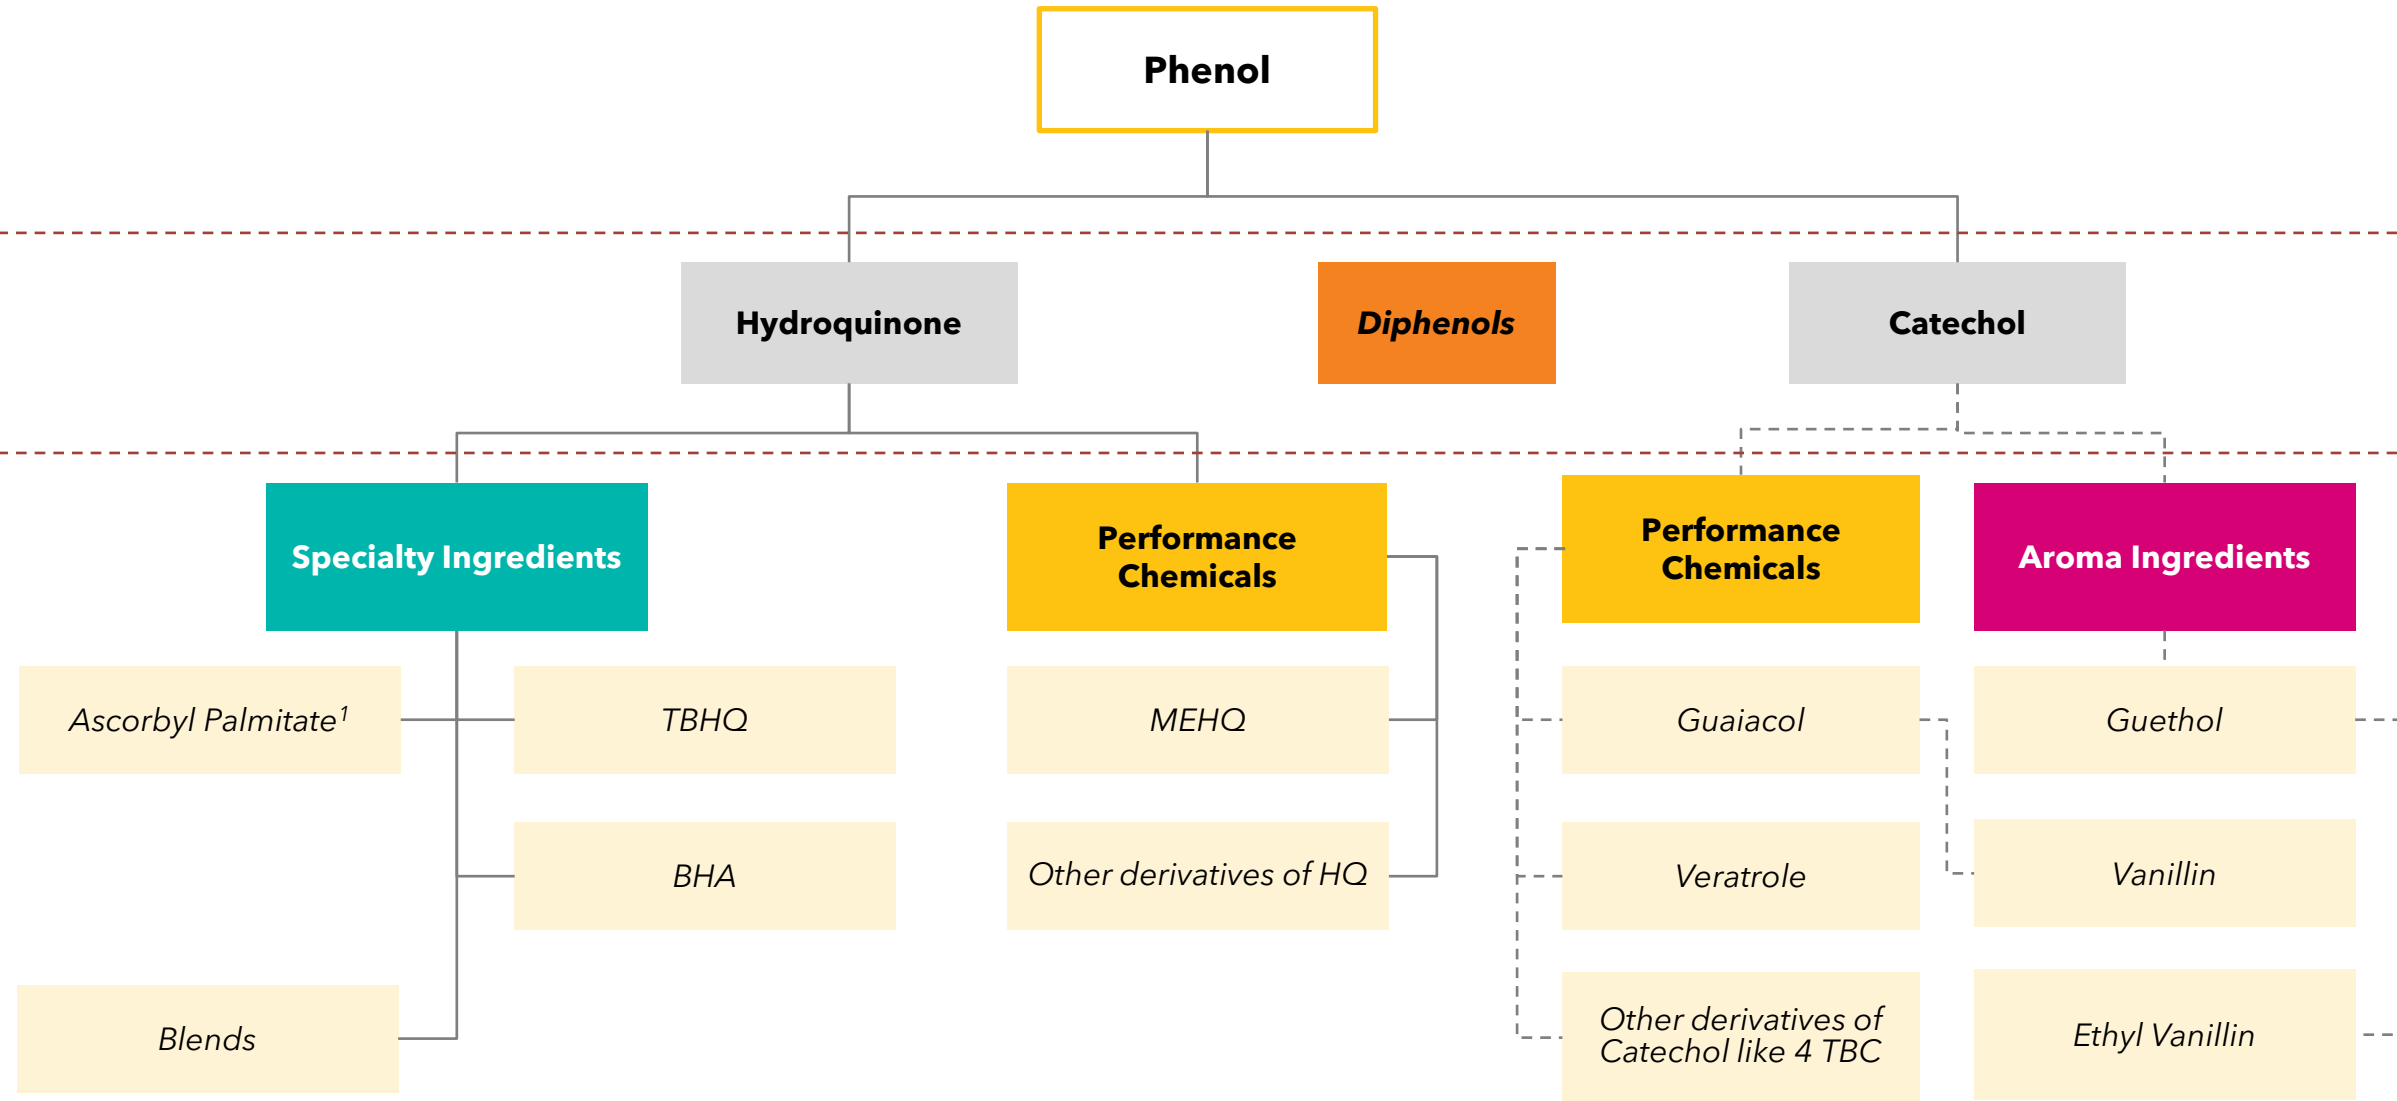 Phenol
Hydroquinone
Diphenols
Catechol
Specialty Ingredients
Performance
Chemicals
Performance
Chemicals
Aroma Ingredients
Ascorbyl Palmitate¹
TBHQ
MEHQ
Guaiacol
Guethol
BHA
Other derivatives of HQ
Veratrole
Vanillin
Blends
Other derivatives of
Catechol like 4 TBC
Ethyl Vanillin